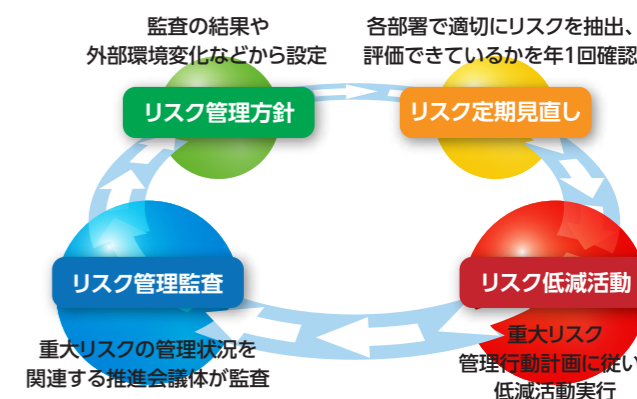 監査の結果や
外部環境変化などから設定
リスク管理方針
各部署で適切にリスクを抽出、
評価できているかを年1回確認
リスク定期見直し
リスク低減活動
重大リスク
管理行動計画に従い
低減活動実行
リスク管理監査
重大リスクの管理状況を
関連する推進会議体が監査